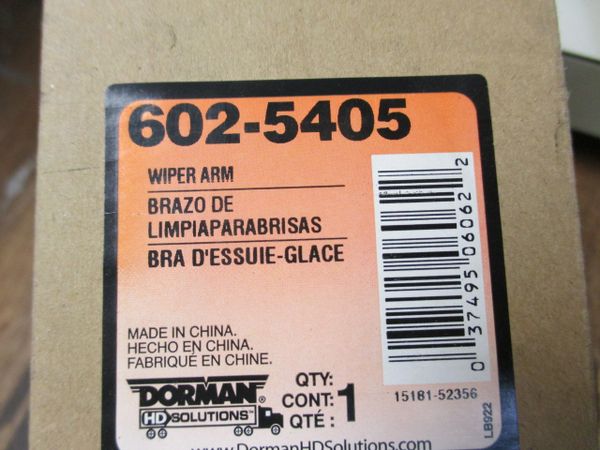 602-5405
WIPER ARM
BRAZO DE
LIMPIAPARABRISAS
BRA D'ESSUIE-GLACE
MADE IN CHINA.
HECHO EN CHINA.
FABRIQUÉ EN CHINE.
DORMAN
HD SOLUTIONS
QTY:
CONT: 1
QTÉ :
0 37495 06062 2
15181-52356
LB922
www.DormanHDSolutions.com